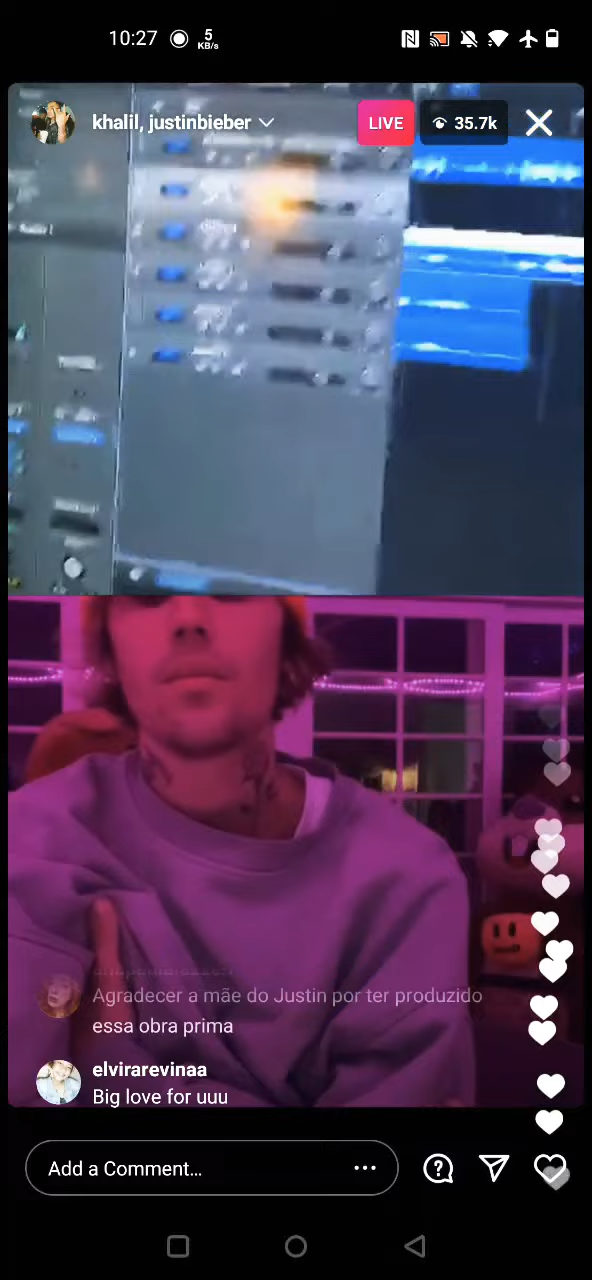 10:27
5
KB/s
khalil, justinbieber
LIVE
35.7k
Agradecer a mãe do Justin por ter produzido
essa obra prima
elvirarevinaa
Big love for uuu
Add a Comment...